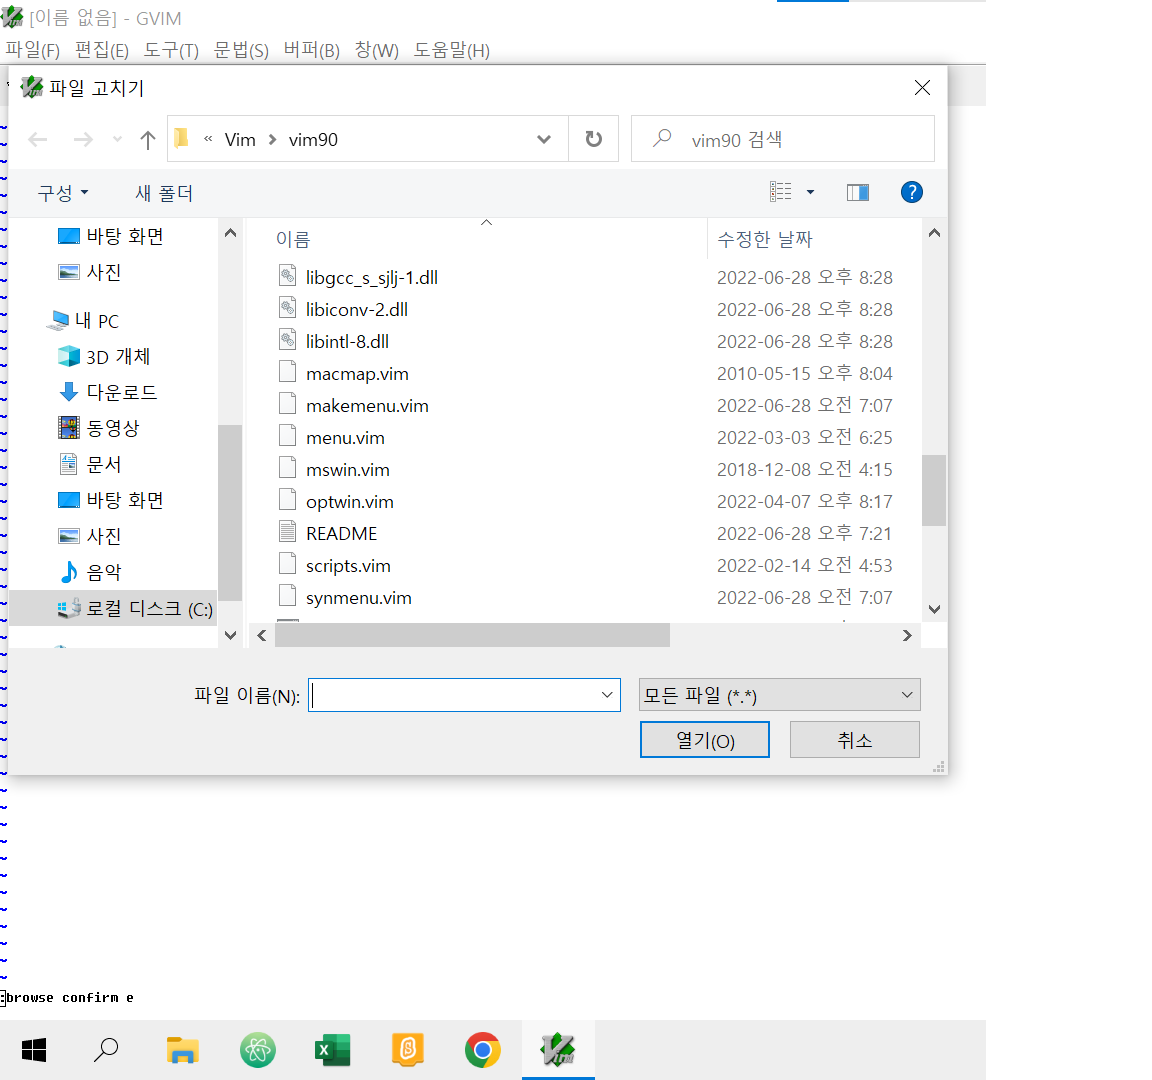 [이름 없음] - GVIM
파일(F) 편집(E) 도구(T) 문법(S) 버퍼(B) 창(W) 도움말(H)
파일 고치기
« Vim > vim90
vim90 검색
구성
새 폴더
바탕 화면
사진
내 PC
3D 개체
다운로드
동영상
문서
바탕 화면
사진
음악
로컬 디스크 (C:)
이름 수정한 날짜
libgcc_s_sjlj-1.dll 2022-06-28 오후 8:28
libiconv-2.dll 2022-06-28 오후 8:28
libintl-8.dll 2022-06-28 오후 8:28
macmap.vim 2010-05-15 오후 8:04
makemenu.vim 2022-06-28 오전 7:07
menu.vim 2022-03-03 오전 6:25
mswin.vim 2018-12-08 오전 4:15
optwin.vim 2022-04-07 오후 8:17
README 2022-06-28 오후 7:21
scripts.vim 2022-02-14 오전 4:53
synmenu.vim 2022-06-28 오전 7:07
파일 이름(N):
모든 파일 (*.*)
열기(O)
취소
:browse confirm e